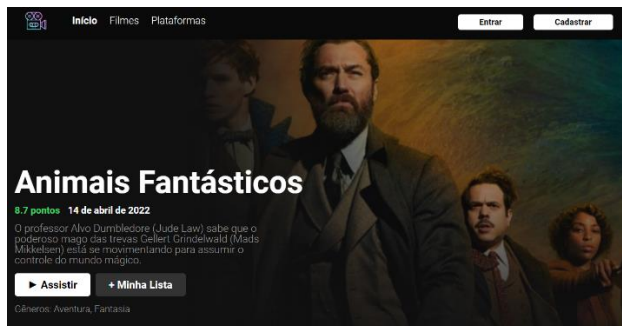 Início Filmes Plataformas Entrar Cadastrar
Animais Fantásticos
8.7 pontos 14 de abril de 2022
O professor Alvo Dumbledore (Jude Law) sabe que o
poderoso mago das trevas Gellert Grindelwald (Mads
Mikkelsen) está se movimentando para assumir o
controle do mundo mágico.
► Assistir + Minha Lista
Gêneros: Aventura, Fantasia